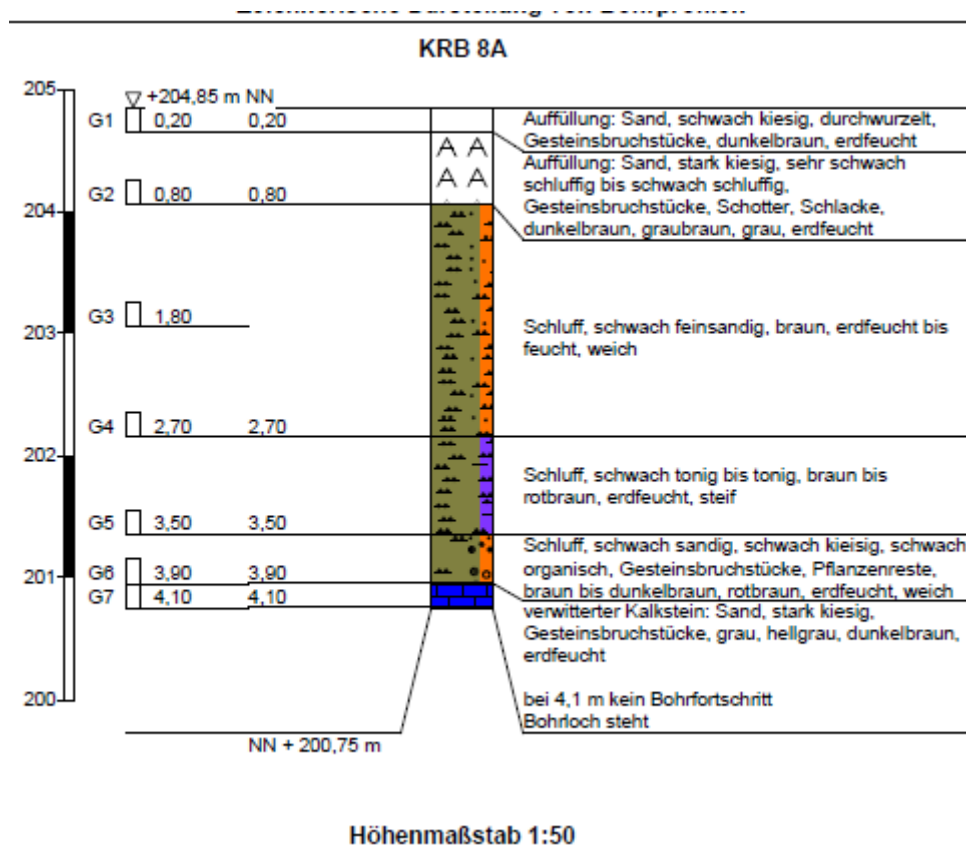 KRB 8A
205
+204,85 m NN
G1 0,20 0,20
Auffüllung: Sand, schwach kiesig, durchwurzelt,
Gesteinsbruchstücke, dunkelbraun, erdfeucht
Auffüllung: Sand, stark kiesig, sehr schwach
schluffig bis schwach schluffig,
Gesteinsbruchstücke, Schotter, Schlacke,
dunkelbraun, graubraun, grau, erdfeucht
G2 0,80 0,80
204
G3 1,80
203
Schluff, schwach feinsandig, braun, erdfeucht bis
feucht, weich
G4 2,70 2,70
202
Schluff, schwach tonig bis tonig, braun bis
rotbraun, erdfeucht, steif
G5 3,50 3,50
Schluff, schwach sandig, schwach kieisig, schwach
organisch, Gesteinsbruchstücke, Pflanzenreste,
braun bis dunkelbraun, rotbraun, erdfeucht, weich
G6 3,90 3,90
201
G7 4,10 4,10
verwitterter Kalkstein: Sand, stark kiesig,
Gesteinsbruchstücke, grau, hellgrau, dunkelbraun,
erdfeucht
200
bei 4,1 m kein Bohrfortschritt
Bohrloch steht
NN + 200,75 m
Höhenmaßstab 1:50